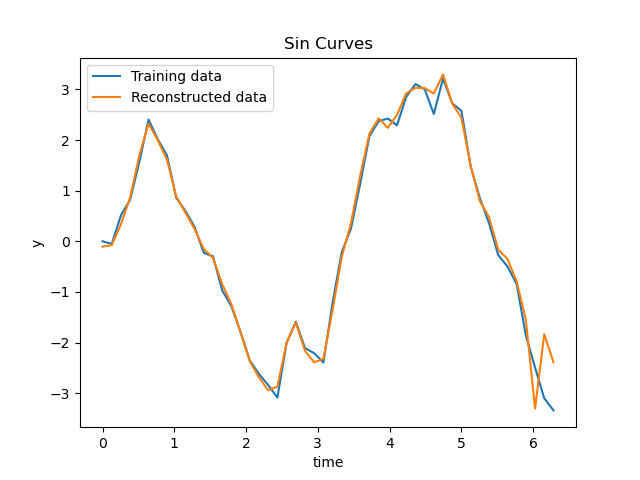 Sin Curves
Training data
Reconstructed data
3
2
1
0
−1
−2
−3
y
0 1 2 3 4 5 6
time